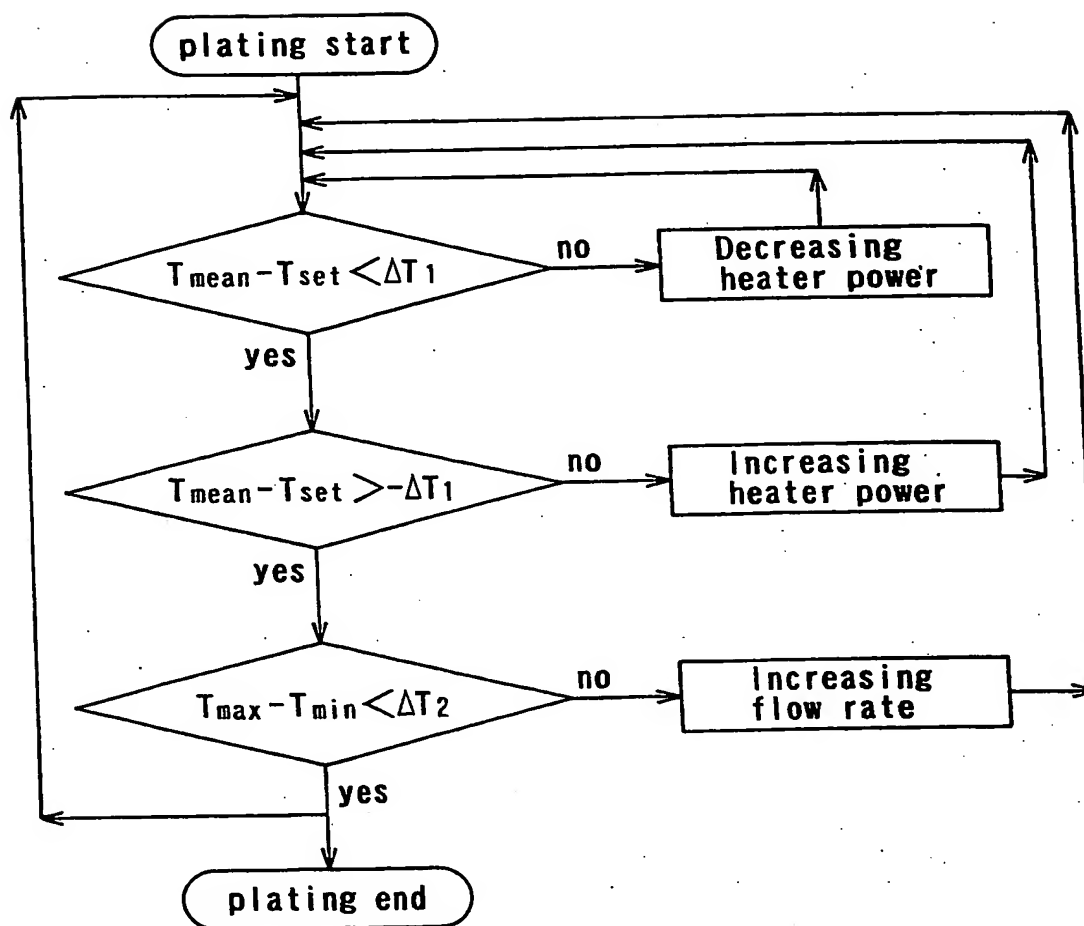 plating start
Tmean-Tset<ΔT1
no
Decreasing
heater power
yes
Tmean-Tset>-ΔT1
no
Increasing
heater power
yes
Tmax-Tmin<ΔT2
no
Increasing
flow rate
yes
plating end